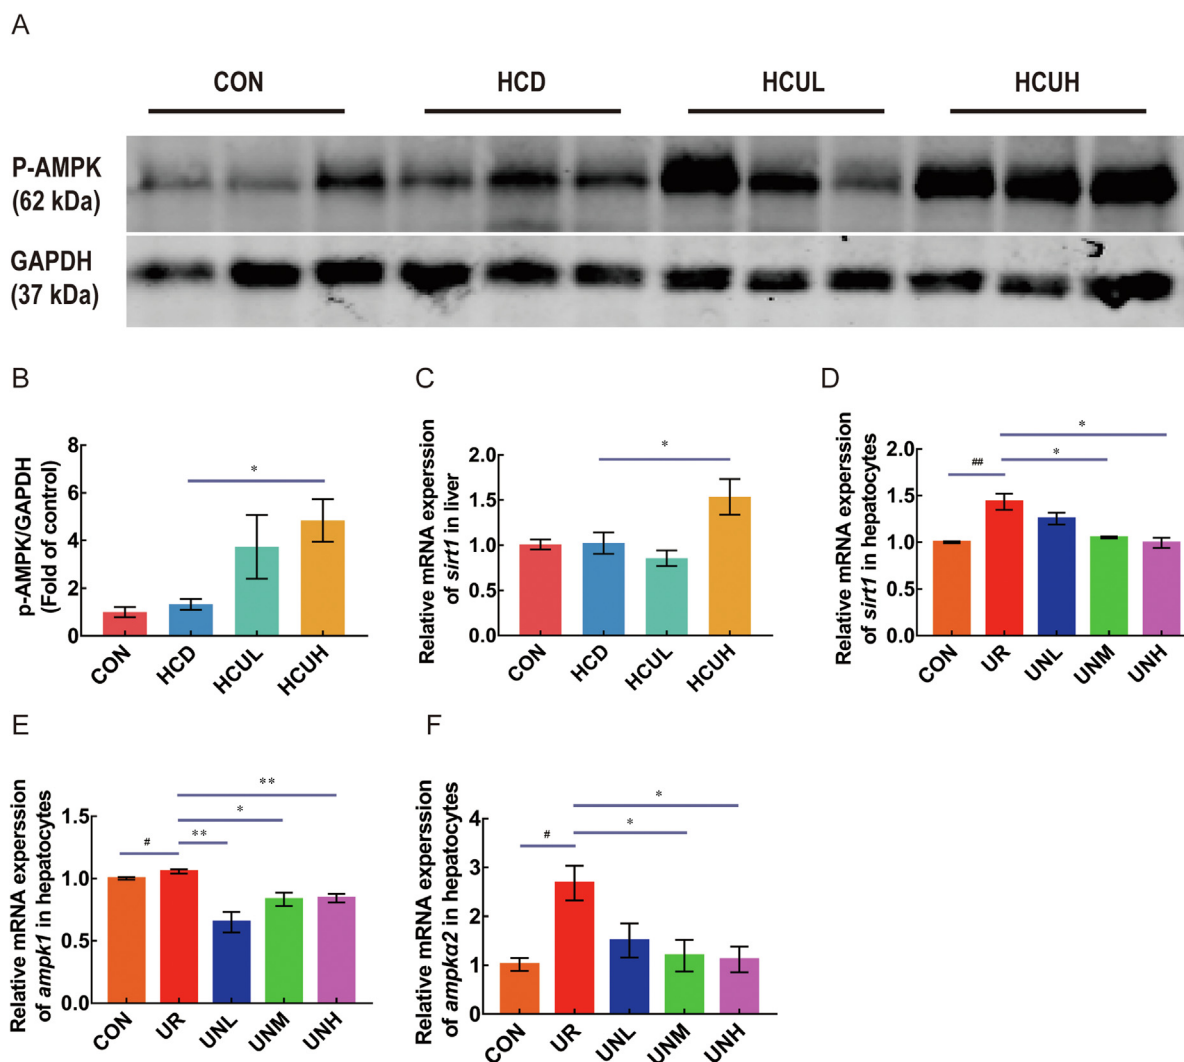 A
CON HCD HCUL HCUH
P-AMPK
(62 kDa)
GAPDH
(37 kDa)
B
p-AMPK/GAPDH
(Fold of control)
8
6
4
2
0
*
CON HCD HCUL HCUH
C
Relative mRNA experssion
of sirt1 in liver
2.0
1.5
1.0
0.5
0.0
*
CON HCD HCUL HCUH
D
Relative mRNA experssion
of sirt1 in hepatocytes
2.0
1.5
1.0
0.5
0.0
*
*
##
CON UR UNL UNM UNH
E
Relative mRNA experssion
of ampk1 in hepatocytes
1.5
1.0
0.5
0.0
**
*
**
#
CON UR UNL UNM UNH
F
Relative mRNA experssion
of ampkα2 in hepatocytes
4
3
2
1
0
*
*
#
CON UR UNL UNM UNH